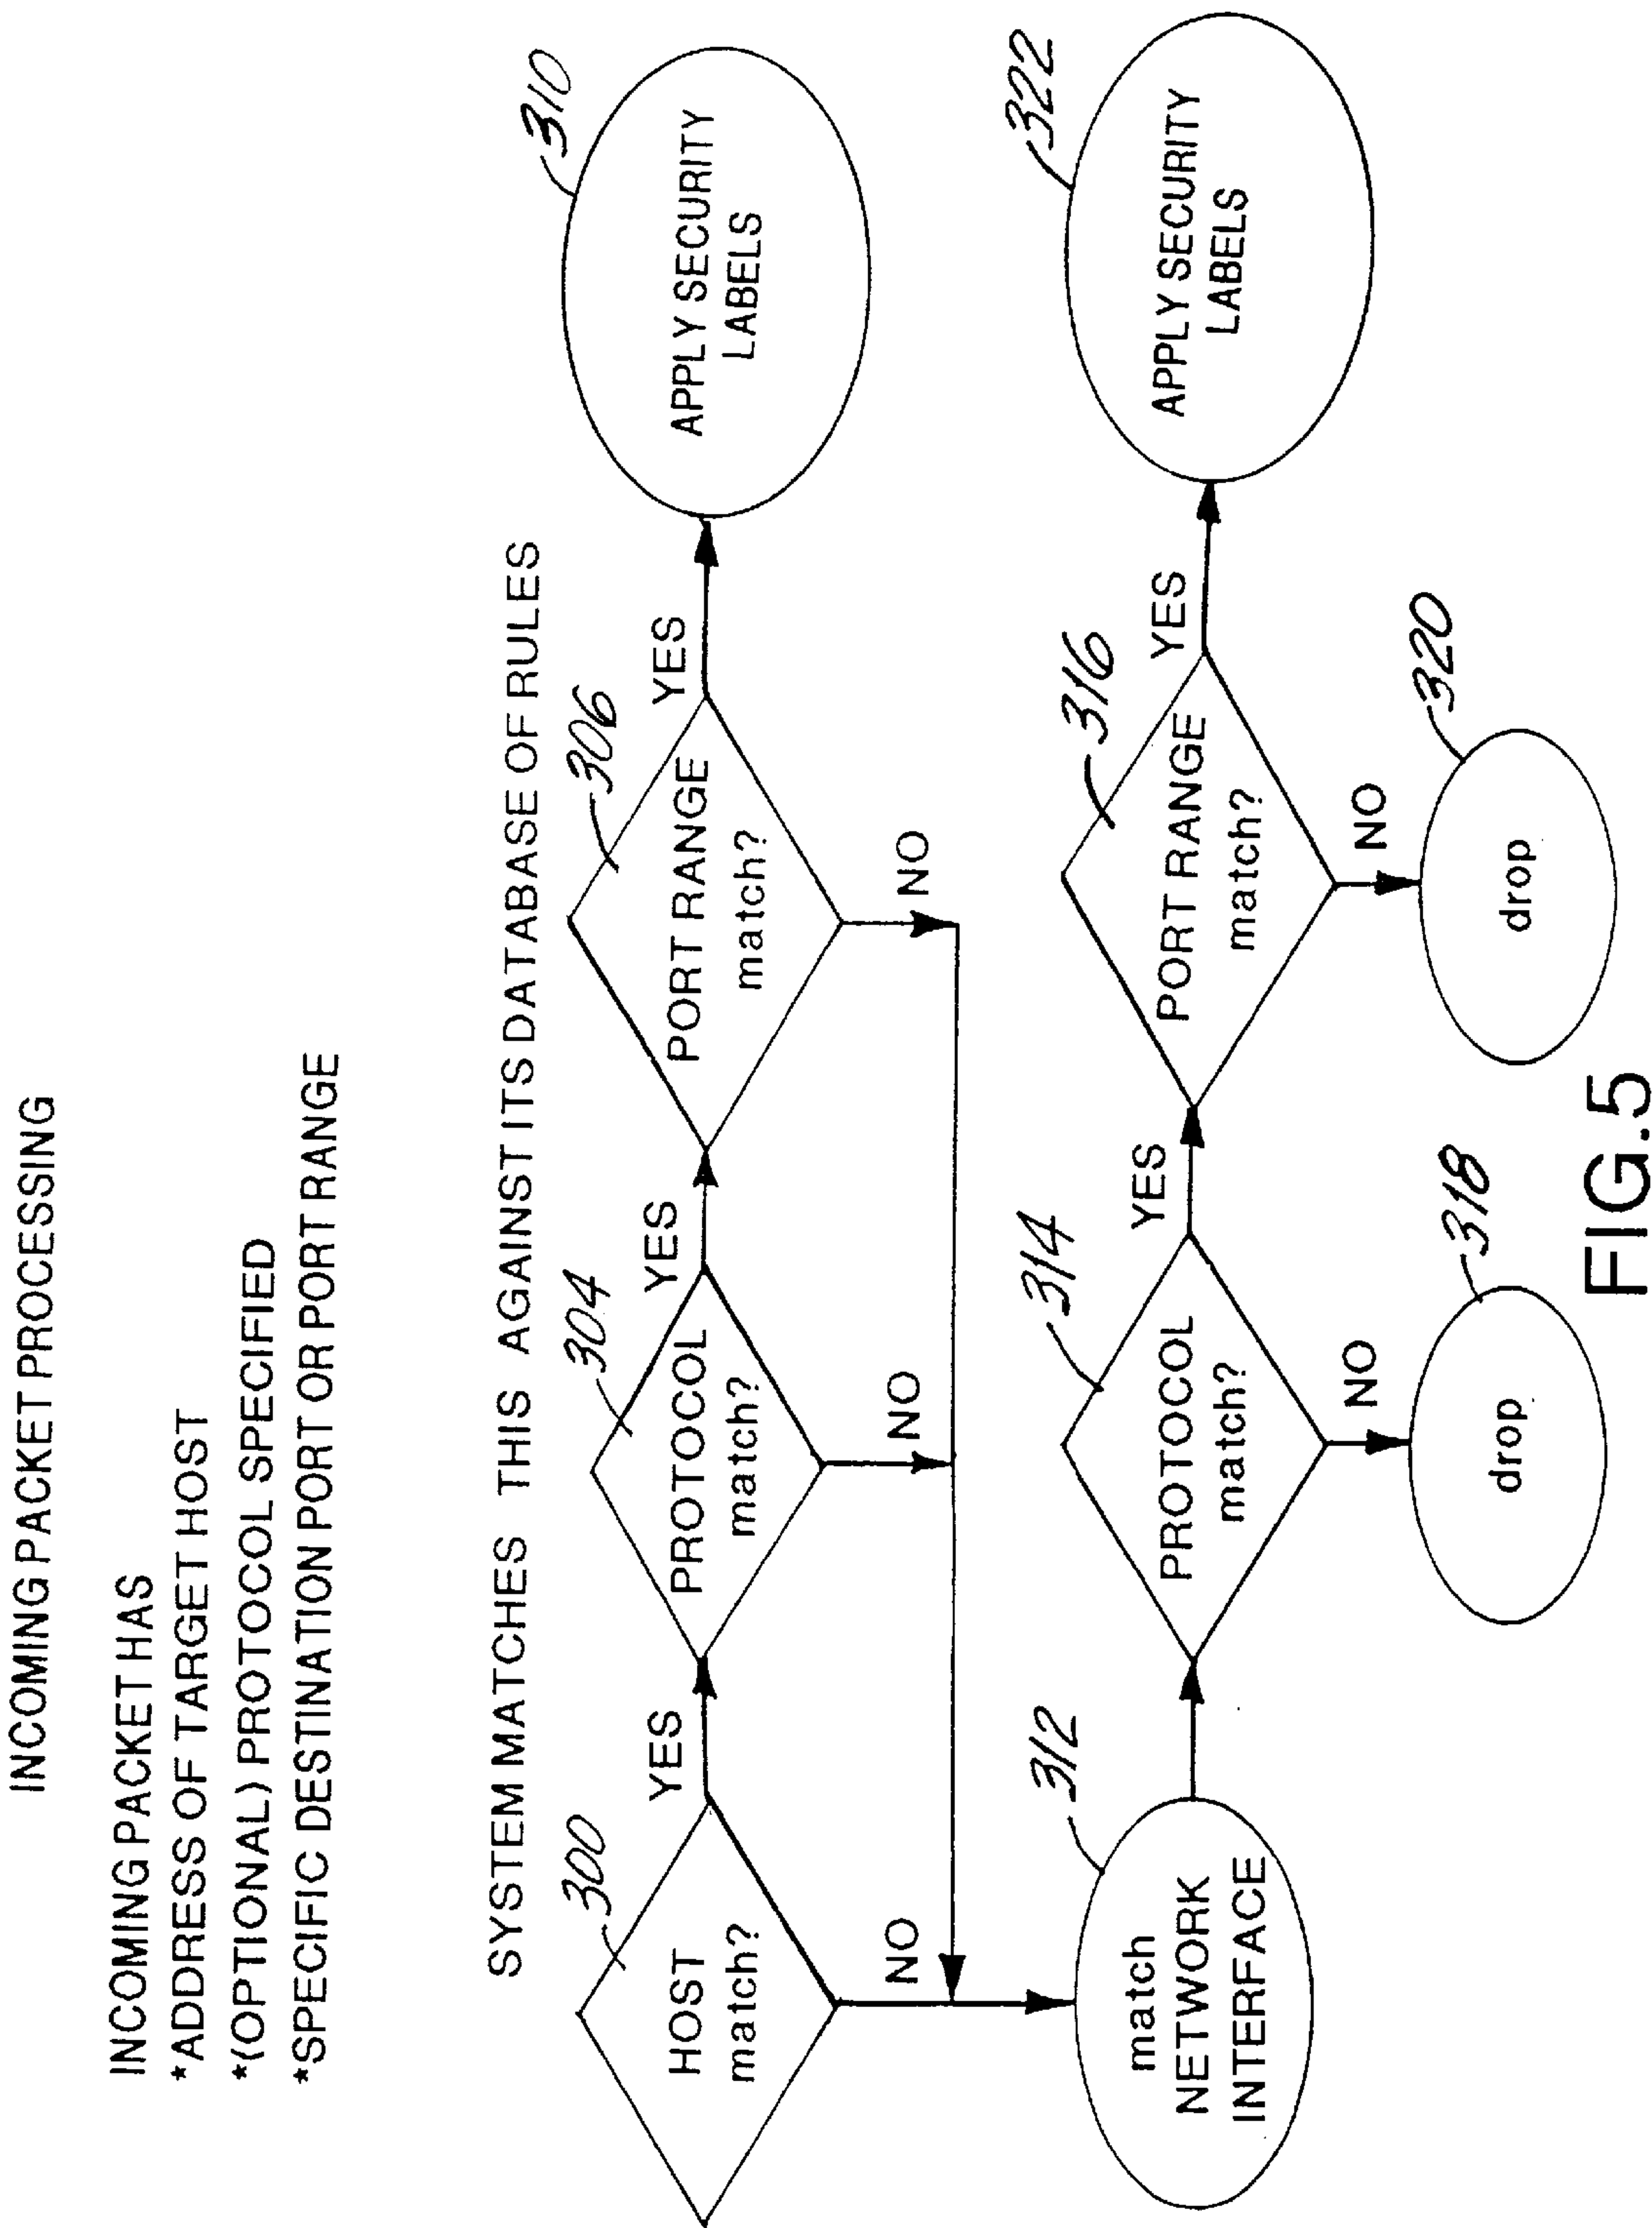 INCOMING PACKET PROCESSING
INCOMING PACKET HAS
*ADDRESS OF TARGET HOST
*(OPTIONAL) PROTOCOL SPECIFIED
*SPECIFIC DESTINATION PORT OR PORT RANGE
SYSTEM MATCHES THIS AGAINST ITS DATABASE OF RULES
300
HOST
match?
YES
NO
304
PROTOCOL
match?
YES
NO
306
PORT RANGE
match?
YES
NO
310
APPLY SECURITY
LABELS
312
match
NETWORK
INTERFACE
314
PROTOCOL
match?
YES
NO
318
drop
316
PORT RANGE
match?
YES
NO
320
drop
322
APPLY SECURITY
LABELS
FIG.5